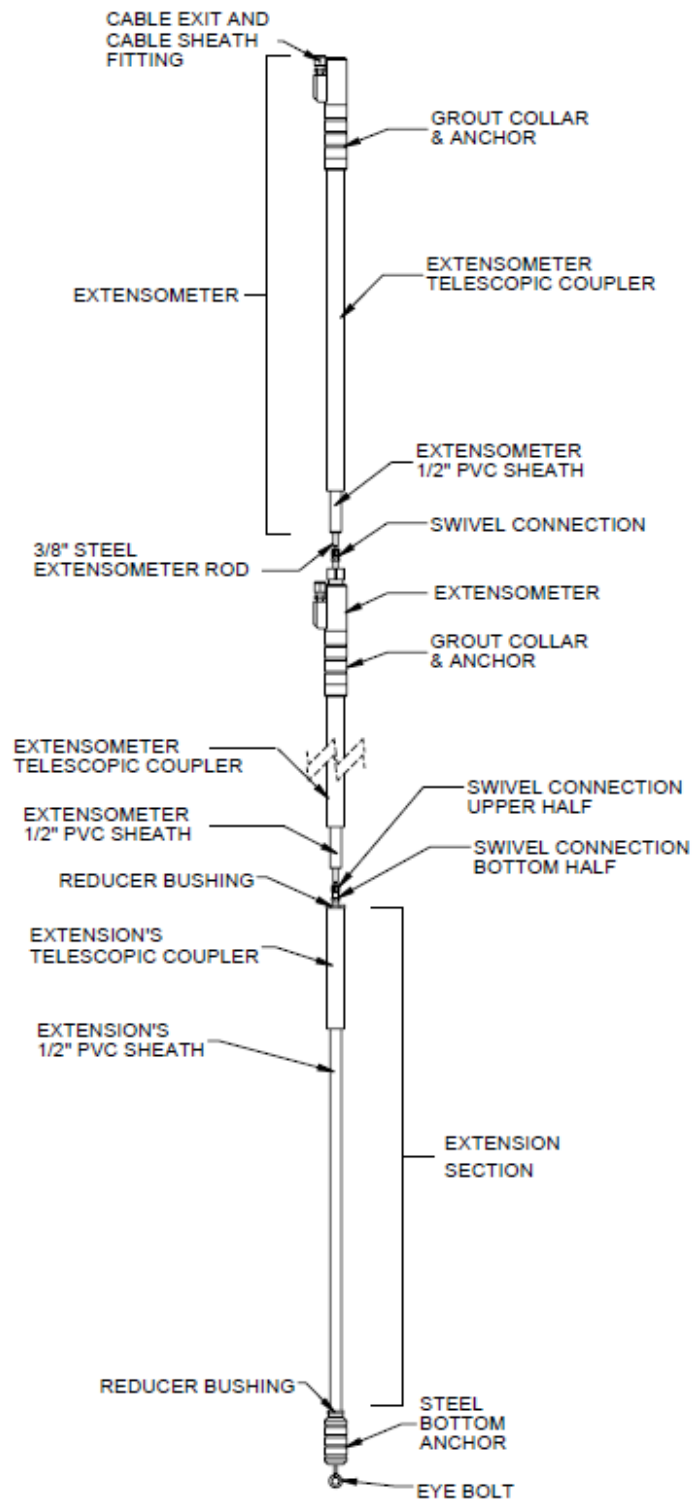 CABLE EXIT AND
CABLE SHEATH
FITTING
GROUT COLLAR
& ANCHOR
EXTENSOMETER
TELESCOPIC COUPLER
EXTENSOMETER
EXTENSOMETER
1/2" PVC SHEATH
SWIVEL CONNECTION
3/8" STEEL
EXTENSOMETER ROD
EXTENSOMETER
GROUT COLLAR
& ANCHOR
EXTENSOMETER
TELESCOPIC COUPLER
SWIVEL CONNECTION
UPPER HALF
EXTENSOMETER
1/2" PVC SHEATH
SWIVEL CONNECTION
BOTTOM HALF
REDUCER BUSHING
EXTENSION'S
TELESCOPIC COUPLER
EXTENSION'S
1/2" PVC SHEATH
EXTENSION
SECTION
REDUCER BUSHING
STEEL
BOTTOM
ANCHOR
EYE BOLT